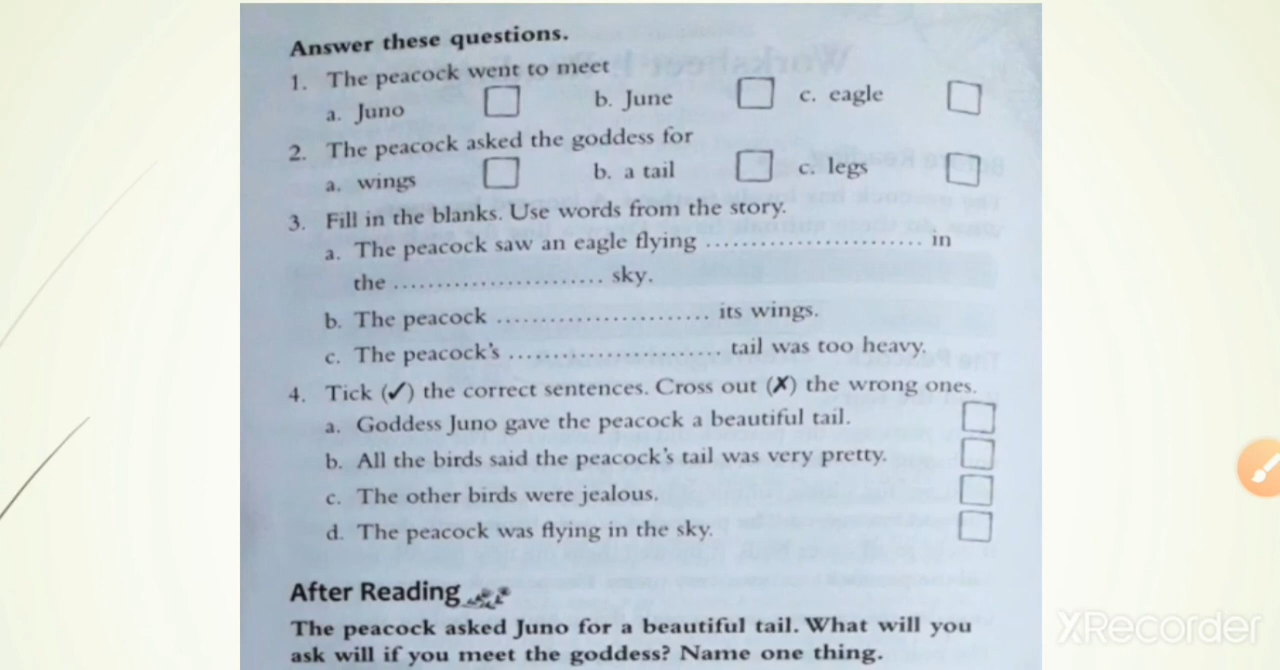 Answer these questions.
1. The peacock went to meet
a. Juno b. June c. eagle
2. The peacock asked the goddess for
a. wings b. a tail c. legs
3. Fill in the blanks. Use words from the story.
a. The peacock saw an eagle flying ........................ in
the ........................ sky.
b. The peacock ........................ its wings.
c. The peacock's ........................ tail was too heavy.
4. Tick (✓) the correct sentences. Cross out (✗) the wrong ones.
a. Goddess Juno gave the peacock a beautiful tail.
b. All the birds said the peacock's tail was very pretty.
c. The other birds were jealous.
d. The peacock was flying in the sky.
After Reading
The peacock asked Juno for a beautiful tail. What will you
ask will if you meet the goddess? Name one thing.
XRecorder